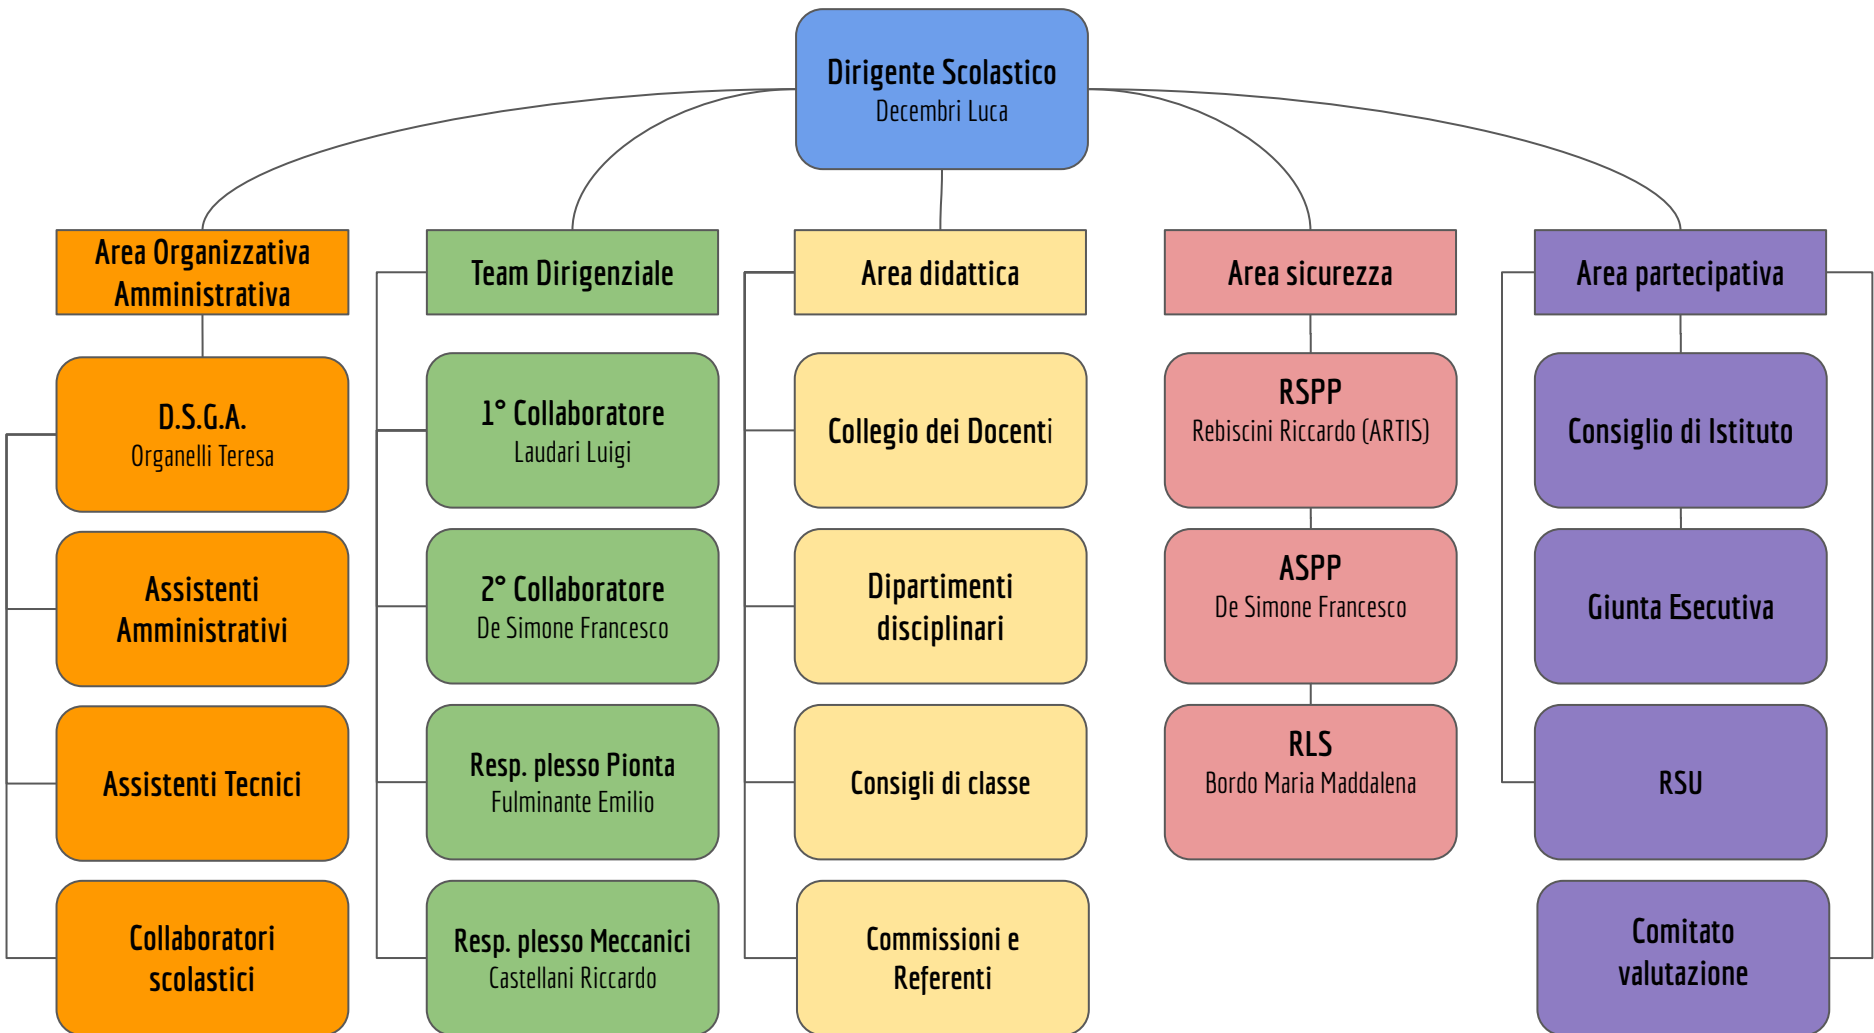 Dirigente Scolastico
Decembri Luca
Area Organizzativa
Amministrativa
D.S.G.A.
Organelli Teresa
Assistenti
Amministrativi
Assistenti Tecnici
Collaboratori
scolastici
Team Dirigenziale
1° Collaboratore
Laudari Luigi
2° Collaboratore
De Simone Francesco
Resp. plesso Pionta
Fulminante Emilio
Resp. plesso Meccanici
Castellani Riccardo
Area didattica
Collegio dei Docenti
Dipartimenti
disciplinari
Consigli di classe
Commissioni e
Referenti
Area sicurezza
RSPP
Rebiscini Riccardo (ARTIS)
ASPP
De Simone Francesco
RLS
Bordo Maria Maddalena
Area partecipativa
Consiglio di Istituto
Giunta Esecutiva
RSU
Comitato
valutazione